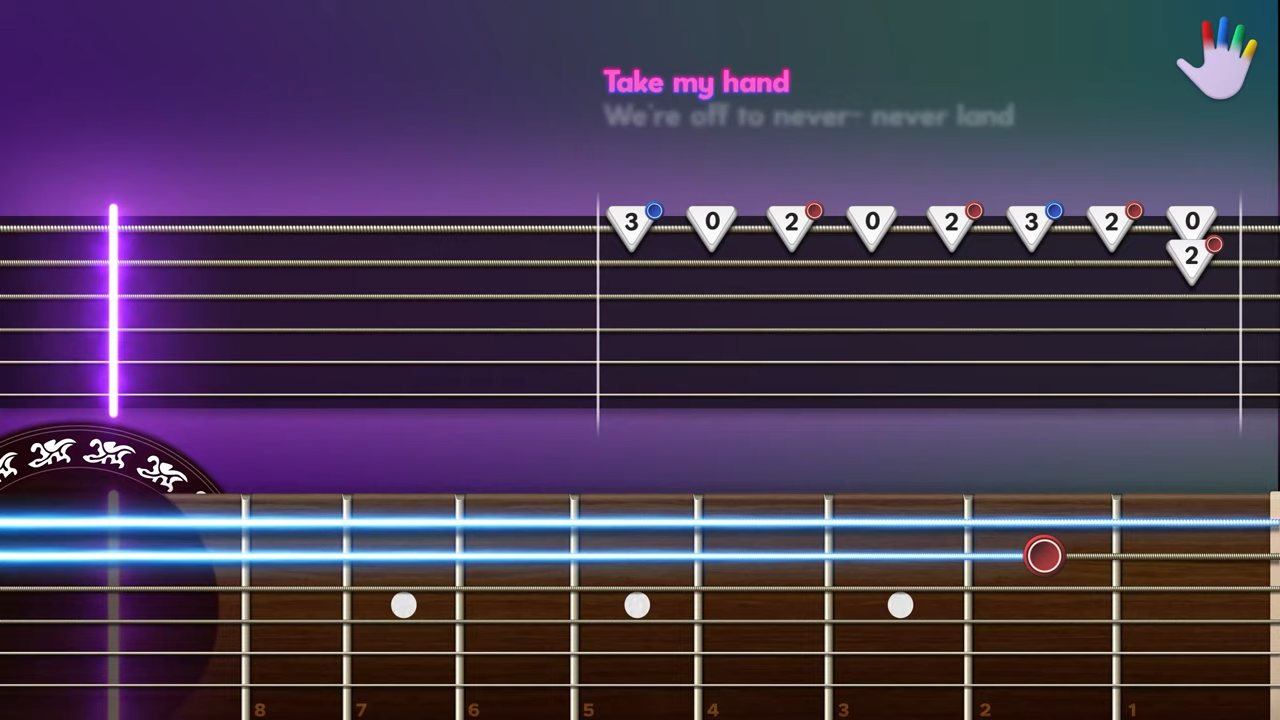 Take my hand
We're off to never- never land
3 0 2 0 2 3 2 0
2
8 7 6 5 4 3 2 1